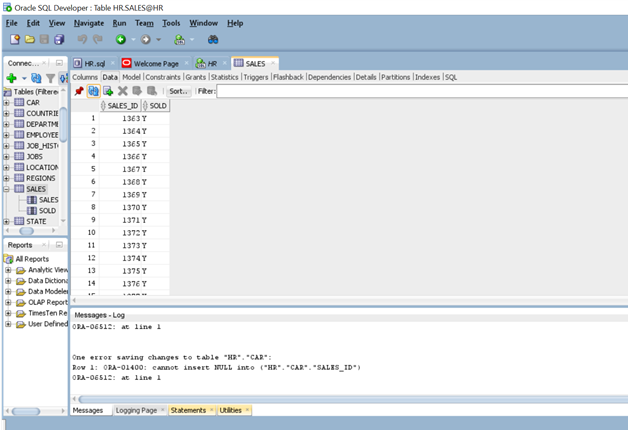 Oracle SQL Developer : Table HR.SALES@HR
File Edit View Navigate Run Team Tools Window Help
Connec...
HR.sql Welcome Page HR SALES
Columns Data Model Constraints Grants Statistics Triggers Flashback Dependencies Details Partitions Indexes SQL
Sort.. Filter:
Tables (Filtere
CAR
COUNTRIE
DEPARTME
EMPLOYEE
JOB_HIST
JOBS
LOCATION
REGIONS
SALES
SALES
SOLD
STATE
SALES_ID SOLD
1 1363 Y
2 1364 Y
3 1365 Y
4 1366 Y
5 1367 Y
6 1368 Y
7 1369 Y
8 1370 Y
9 1371 Y
10 1372 Y
11 1373 Y
12 1374 Y
13 1375 Y
14 1376 Y
Reports
All Reports
Analytic View
Data Dictiona
Data Modele
OLAP Report
TimesTen Re
User Defined
Messages - Log
ORA-06512: at line 1
One error saving changes to table "HR"."CAR":
Row 1: ORA-01400: cannot insert NULL into ("HR"."CAR"."SALES_ID")
ORA-06512: at line 1
Messages Logging Page Statements Utilities